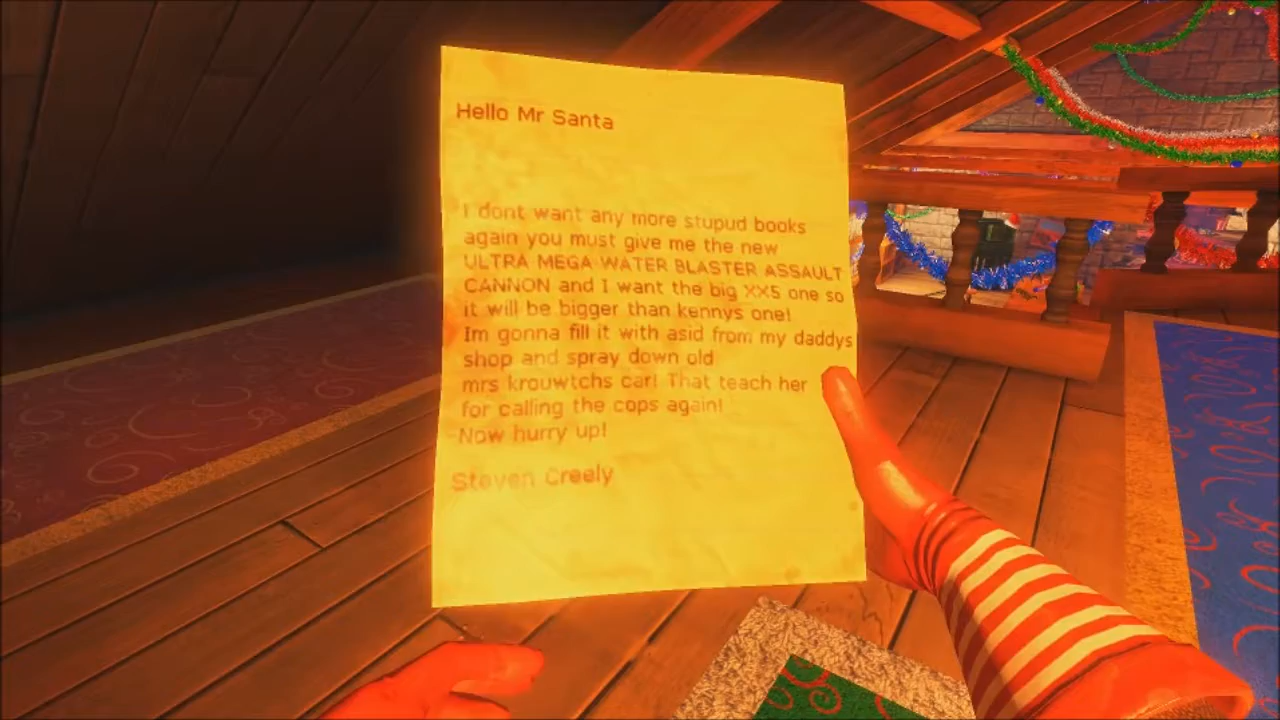 Hello Mr Santa
I dont want any more stupud books
again you must give me the new
ULTRA MEGA WATER BLASTER ASSAULT
CANNON and I want the big XX5 one so
it will be bigger than kennys one!
Im gonna fill it with asid from my daddys
shop and spray down old
mrs krouwtchs car! That teach her
for calling the cops again!
Now hurry up!
Steven Creely